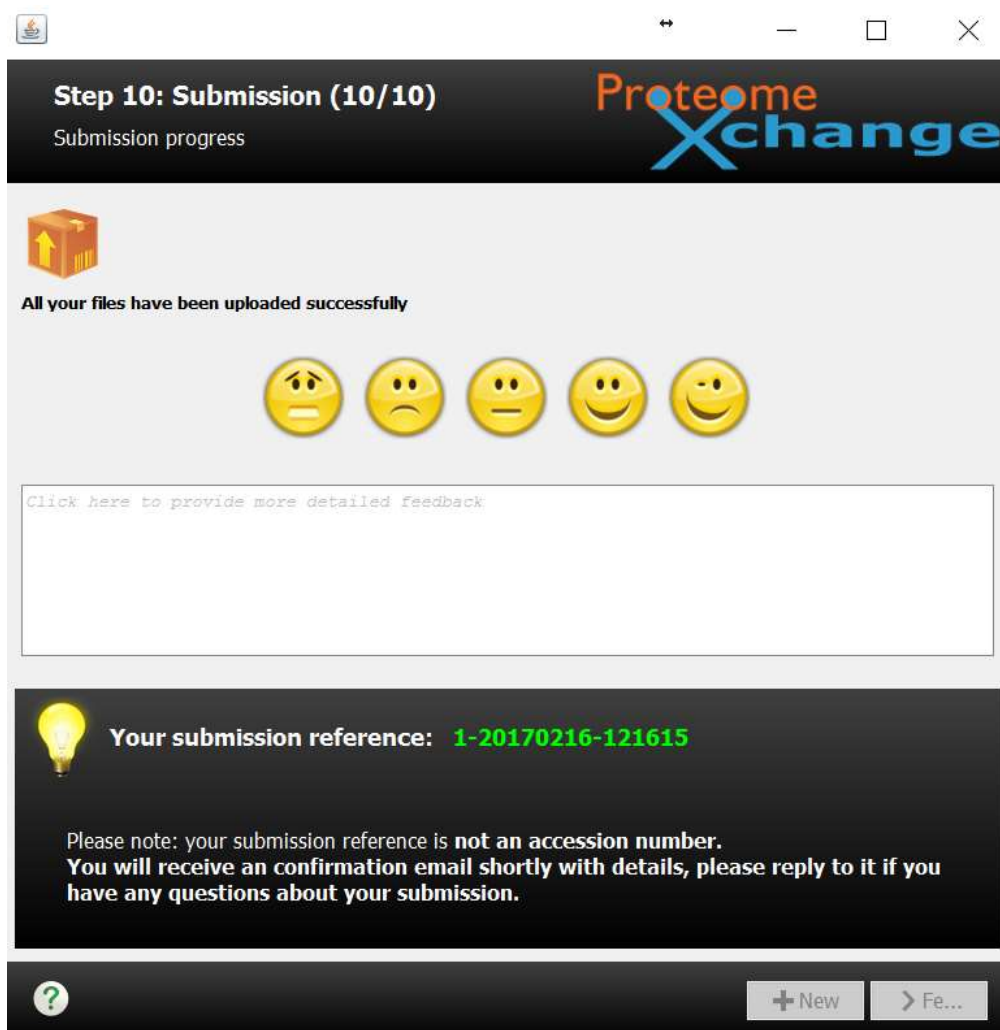 Step 10: Submission (10/10)
Submission progress
Proteome
Xchange
All your files have been uploaded successfully
Click here to provide more detailed feedback
Your submission reference: 1-20170216-121615
Please note: your submission reference is not an accession number.
You will receive an confirmation email shortly with details, please reply to it if you
have any questions about your submission.
? + New > Fe...